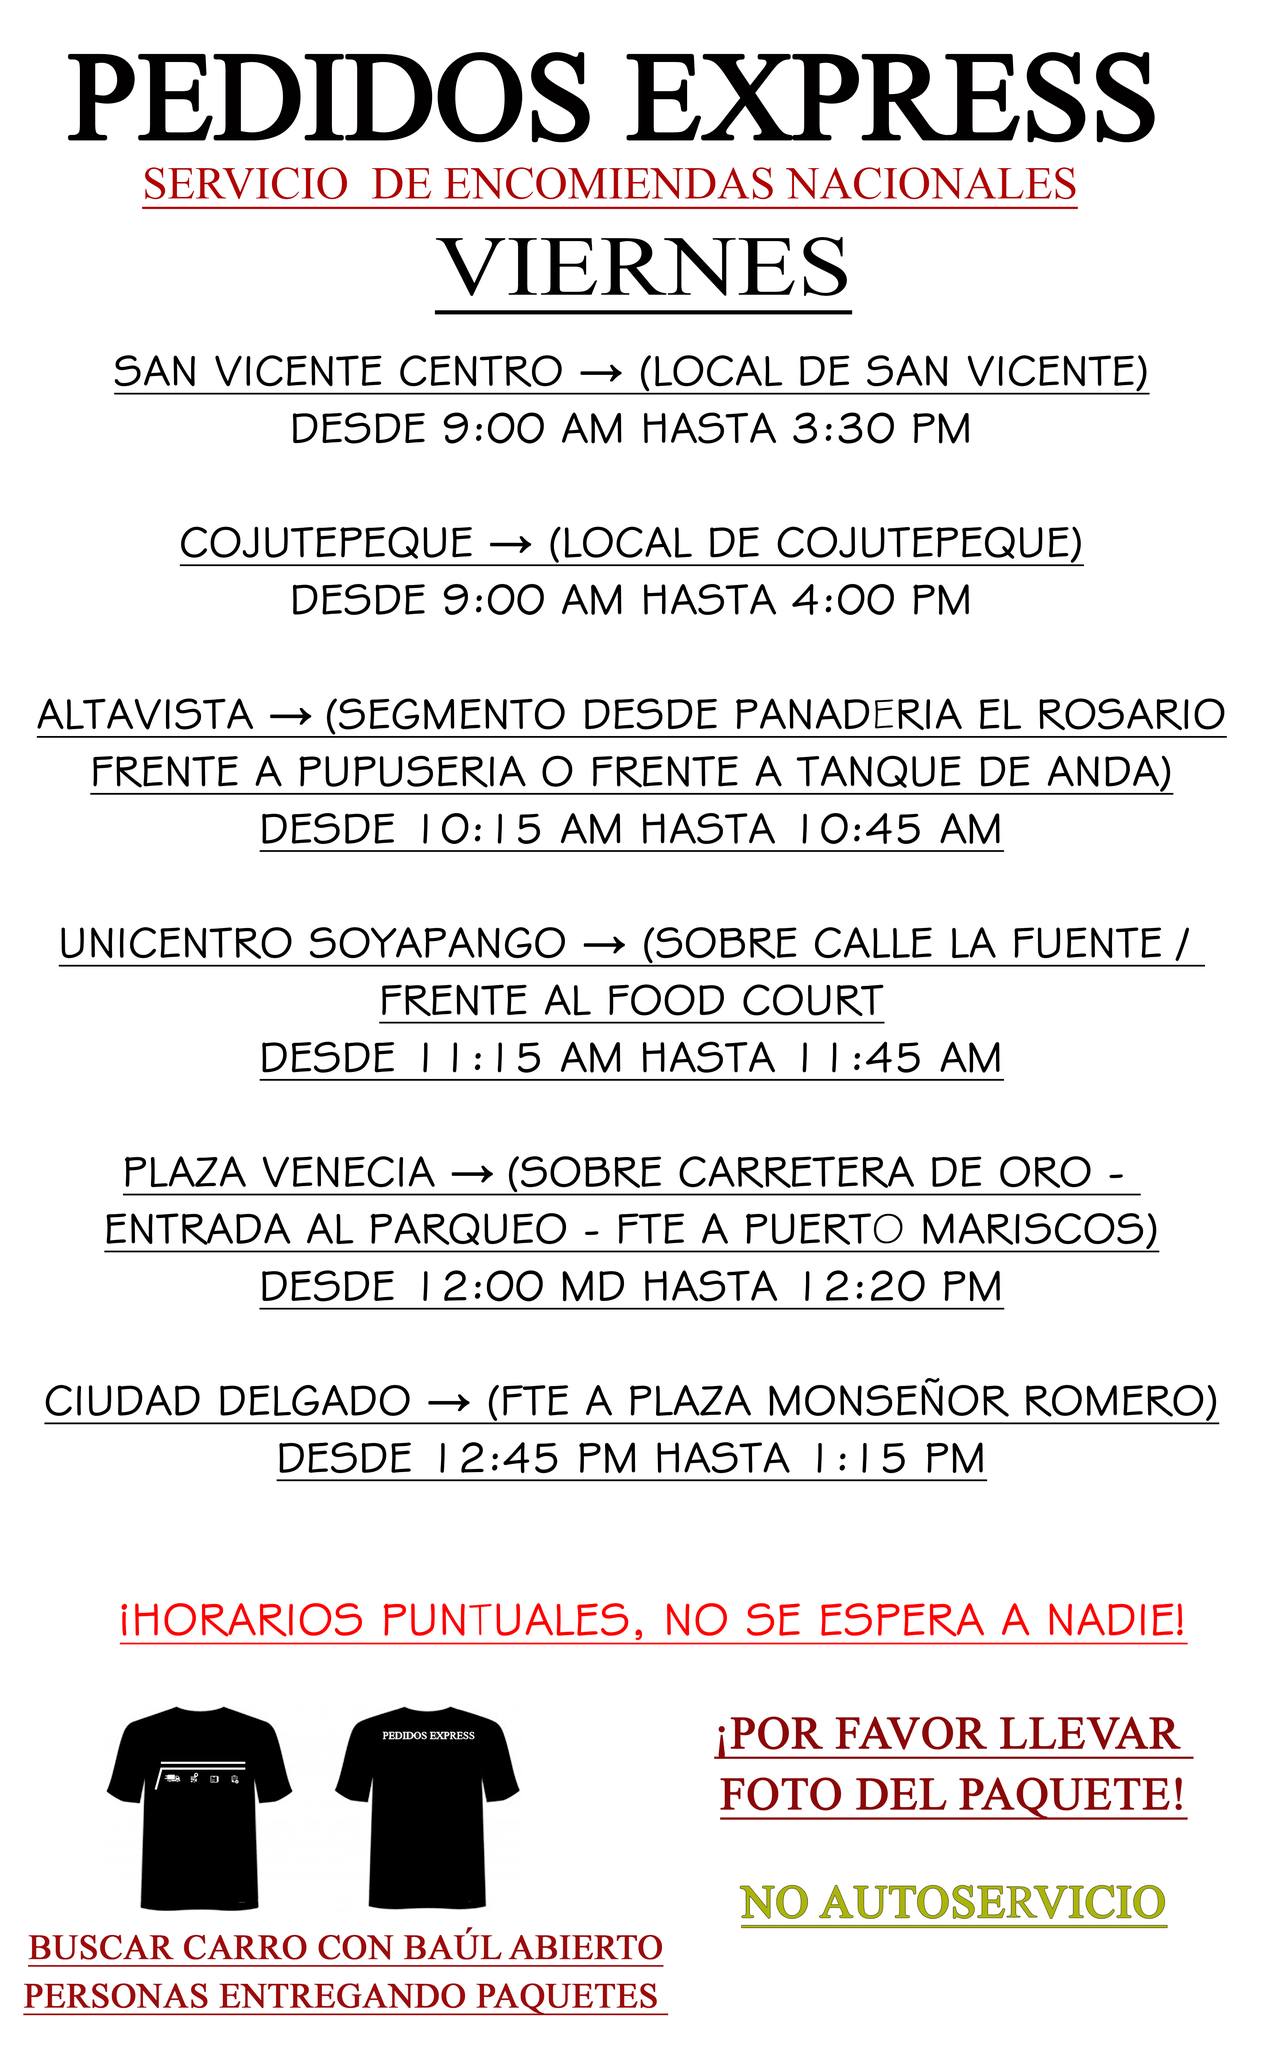 PEDIDOS EXPRESS
SERVICIO DE ENCOMIENDAS NACIONALES
VIERNES
SAN VICENTE CENTRO → (LOCAL DE SAN VICENTE)
DESDE 9:00 AM HASTA 3:30 PM
COJUTEPEQUE → (LOCAL DE COJUTEPEQUE)
DESDE 9:00 AM HASTA 4:00 PM
ALTAVISTA → (SEGMENTO DESDE PANADERIA EL ROSARIO
FRENTE A PUPUSERIA O FRENTE A TANQUE DE ANDA)
DESDE 10:15 AM HASTA 10:45 AM
UNICENTRO SOYAPANGO → (SOBRE CALLE LA FUENTE /
FRENTE AL FOOD COURT
DESDE 11:15 AM HASTA 11:45 AM
PLAZA VENECIA → (SOBRE CARRETERA DE ORO -
ENTRADA AL PARQUEO - FTE A PUERTO MARISCOS)
DESDE 12:00 MD HASTA 12:20 PM
CIUDAD DELGADO → (FTE A PLAZA MONSEÑOR ROMERO)
DESDE 12:45 PM HASTA 1:15 PM
¡HORARIOS PUNTUALES, NO SE ESPERA A NADIE!
PEDIDOS EXPRESS
¡POR FAVOR LLEVAR
FOTO DEL PAQUETE!
NO AUTOSERVICIO
BUSCAR CARRO CON BAÚL ABIERTO
PERSONAS ENTREGANDO PAQUETES